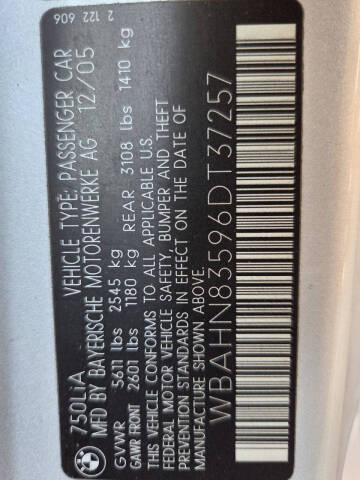 2 122 606
750LiA
VEHICLE TYPE: PASSENGER CAR
MFD BY BAYERISCHE MOTORENWERKE AG 12/05
GVWR 5611 lbs 2545 kg
GAWR FRONT 2601 lbs 1180 kg REAR 3108 lbs 1410 kg
THIS VEHICLE CONFORMS TO ALL APPLICABLE U.S.
FEDERAL MOTOR VEHICLE SAFETY, BUMPER AND THEFT
PREVENTION STANDARDS IN EFFECT ON THE DATE OF
MANUFACTURE SHOWN ABOVE.
WBAHN83596DT37257